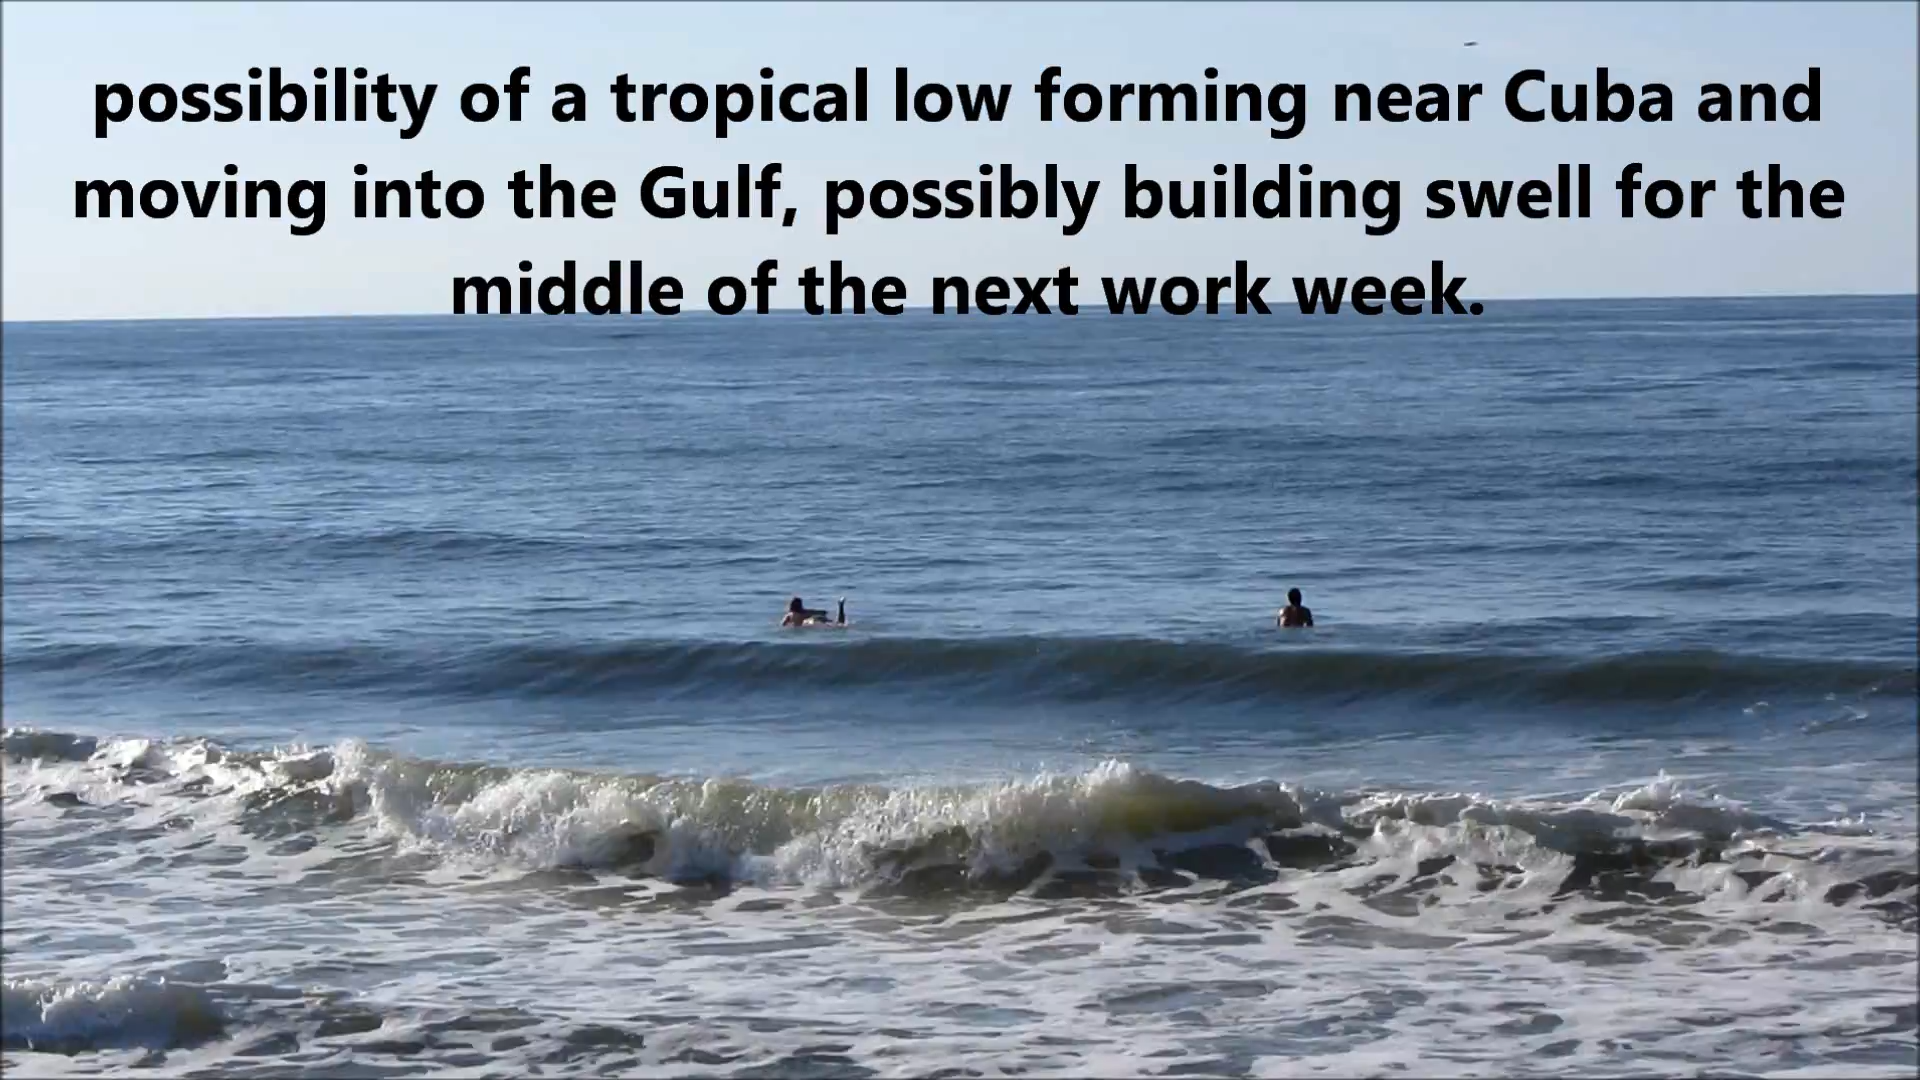 possibility of a tropical low forming near Cuba and
moving into the Gulf, possibly building swell for the
middle of the next work week.